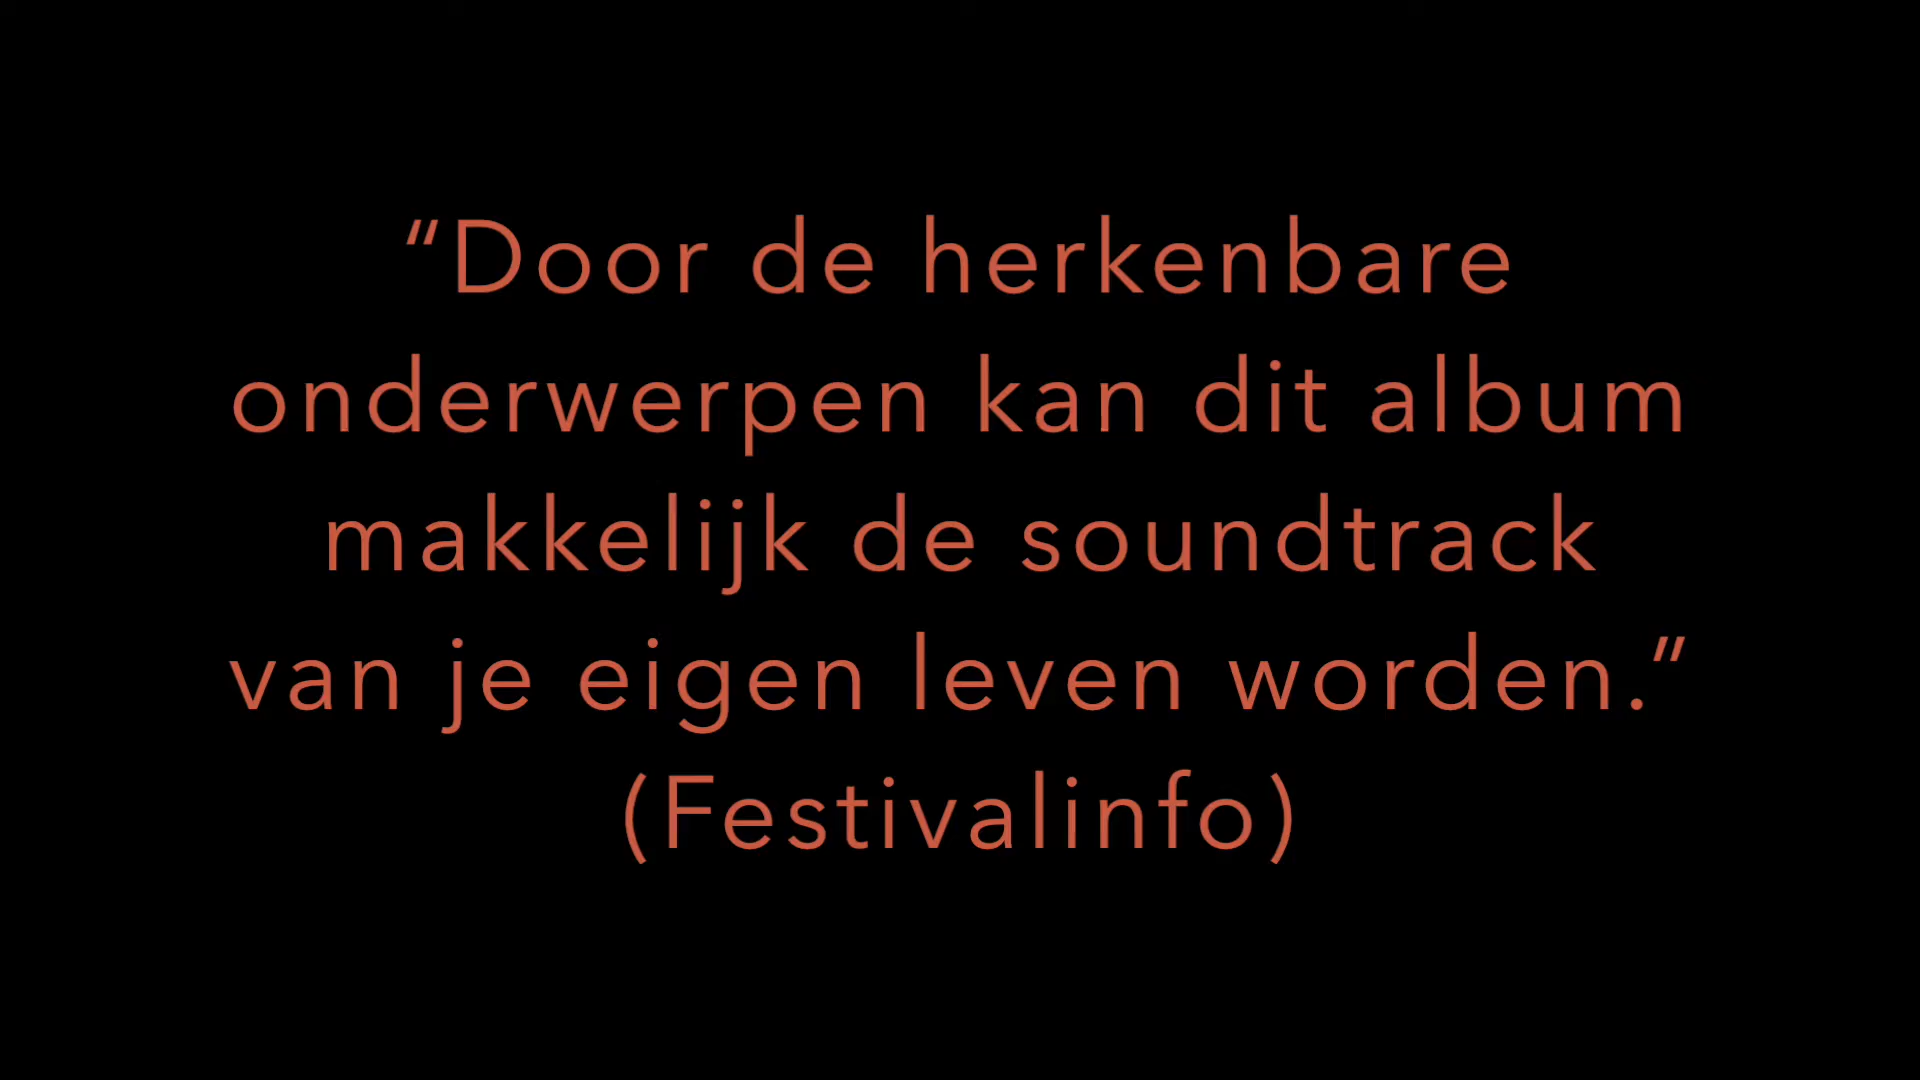 “Door de herkenbare
onderwerpen kan dit album
makkelijk de soundtrack
van je eigen leven worden.”
(Festivalinfo)